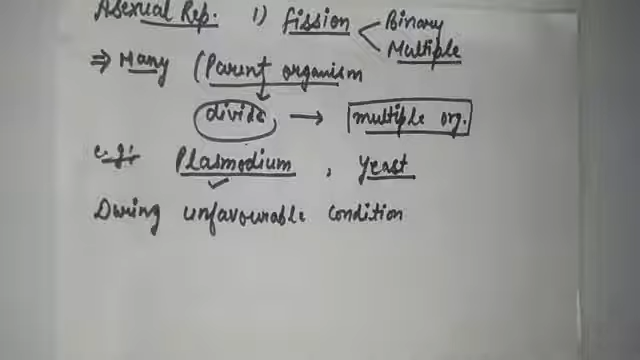 Asexual Rep. 1) fission < Binary
Multiple
⇒ Many (Parent organism
↓
divide → multiple org.
e.g:- Plasmodium, Yeast
During unfavourable condition